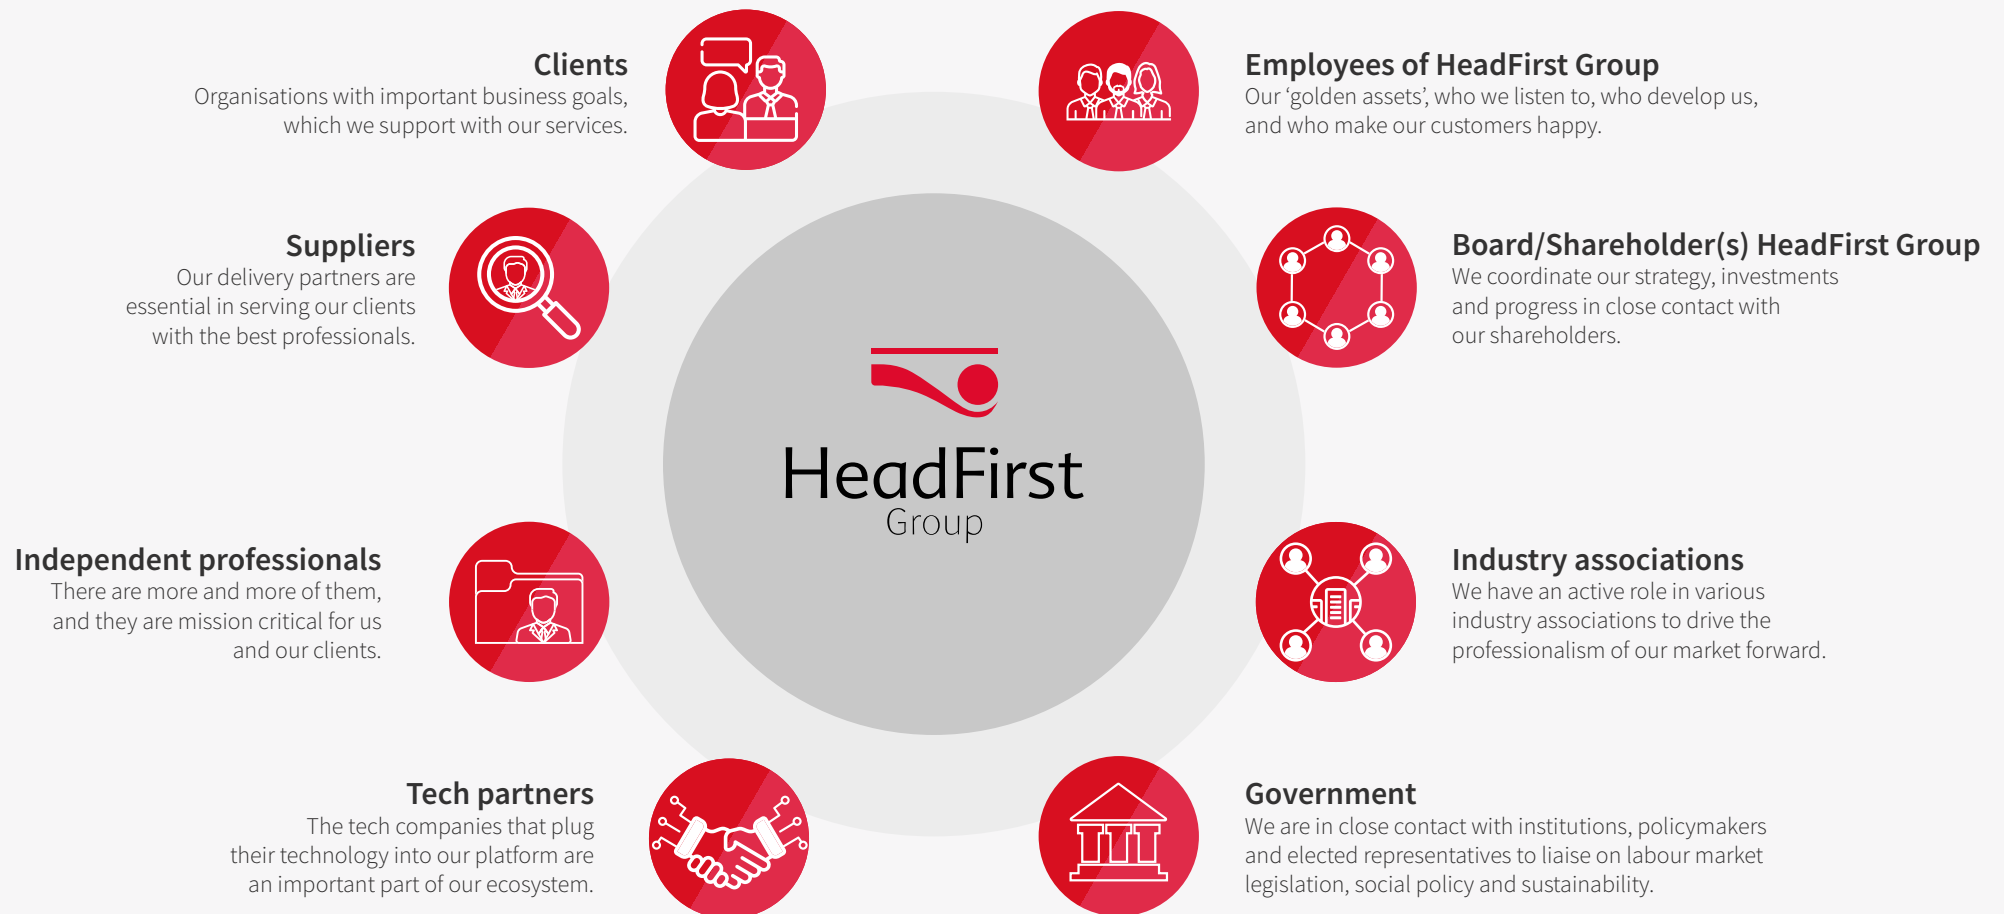 Clients
Organisations with important business goals,
which we support with our services.
Employees of HeadFirst Group
Our ‘golden assets’, who we listen to, who develop us,
and who make our customers happy.
Suppliers
Our delivery partners are
essential in serving our clients
with the best professionals.
Board/Shareholder(s) HeadFirst Group
We coordinate our strategy, investments
and progress in close contact with
our shareholders.
HeadFirst
Group
Independent professionals
There are more and more of them,
and they are mission critical for us
and our clients.
Industry associations
We have an active role in various
industry associations to drive the
professionalism of our market forward.
Tech partners
The tech companies that plug
their technology into our platform are
an important part of our ecosystem.
Government
We are in close contact with institutions, policymakers
and elected representatives to liaise on labour market
legislation, social policy and sustainability.